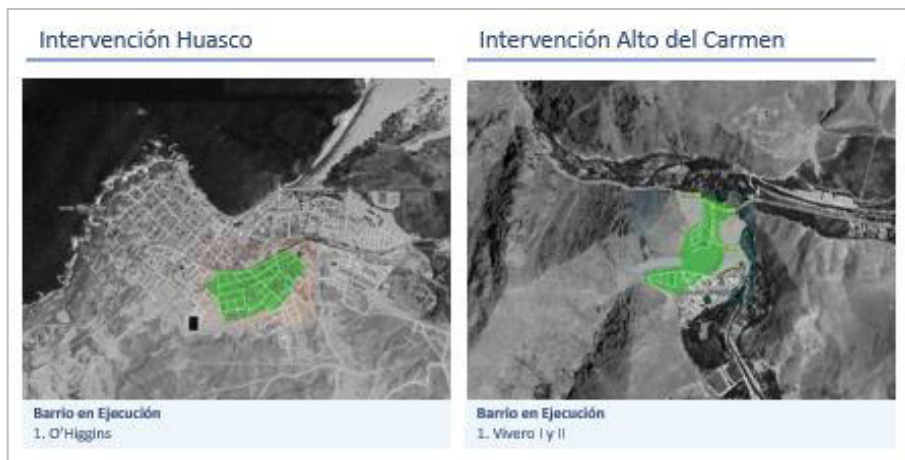 Intervención Huasco
Intervención Alto del Carmen
Barrio en Ejecución
1. O'Higgins
Barrio en Ejecución
1. Vivero I y II